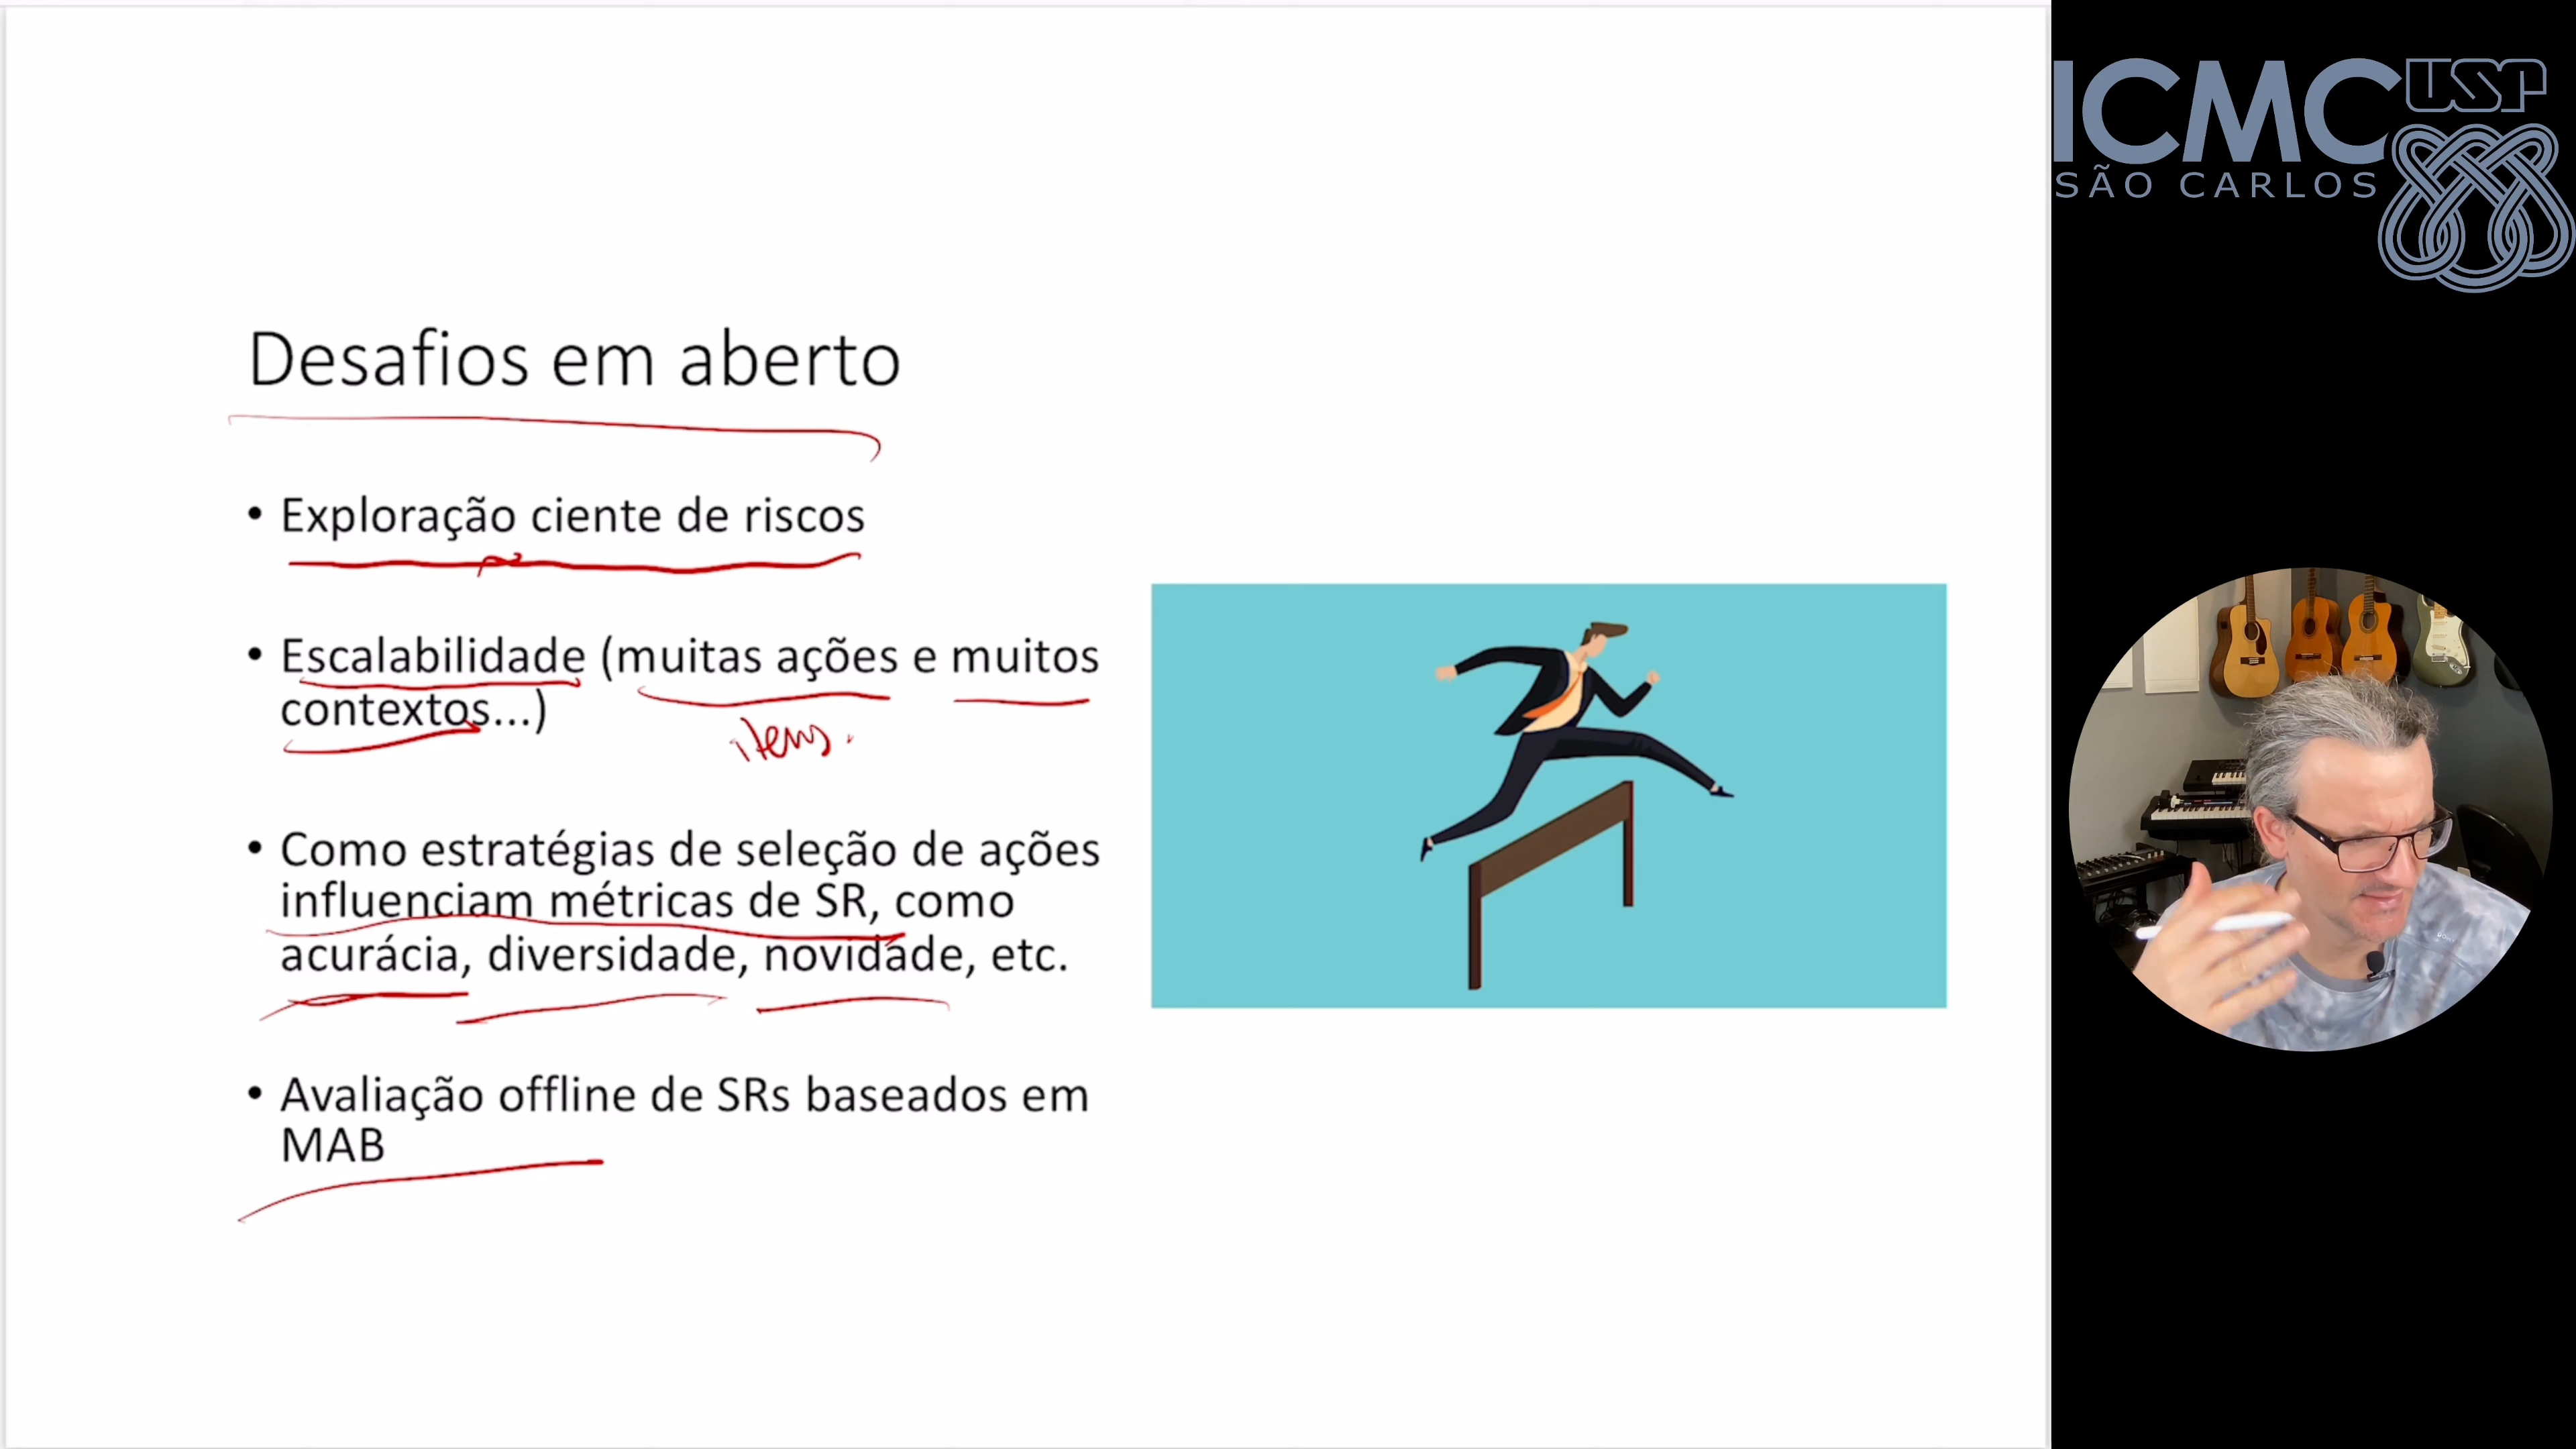 Desafios em aberto
• Exploração ciente de riscos
• Escalabilidade (muitas ações e muitos
contextos...)
itens.
• Como estratégias de seleção de ações
influenciam métricas de SR, como
acurácia, diversidade, novidade, etc.
• Avaliação offline de SRs baseados em
MAB
ICMC USP
SÃO CARLOS